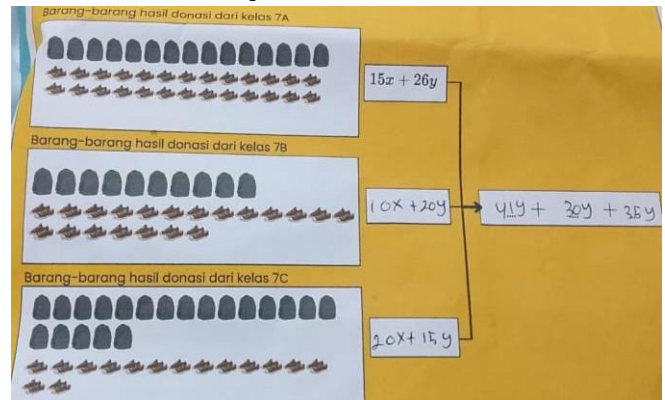 Barang-barang hasil donasi dari kelas 7A
15x + 26y
Barang-barang hasil donasi dari kelas 7B
10x + 20y
41y + 30y + 35y
Barang-barang hasil donasi dari kelas 7C
20x + 15y